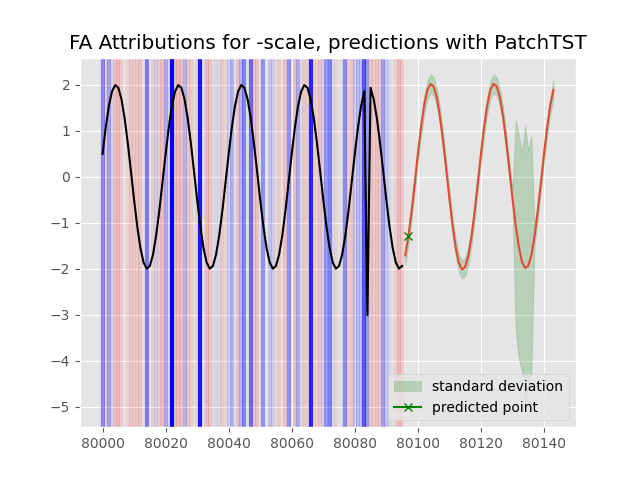 FA Attributions for -scale, predictions with PatchTST
2
1
0
−1
−2
−3
−4
−5
standard deviation
predicted point
80000 80020 80040 80060 80080 80100 80120 80140